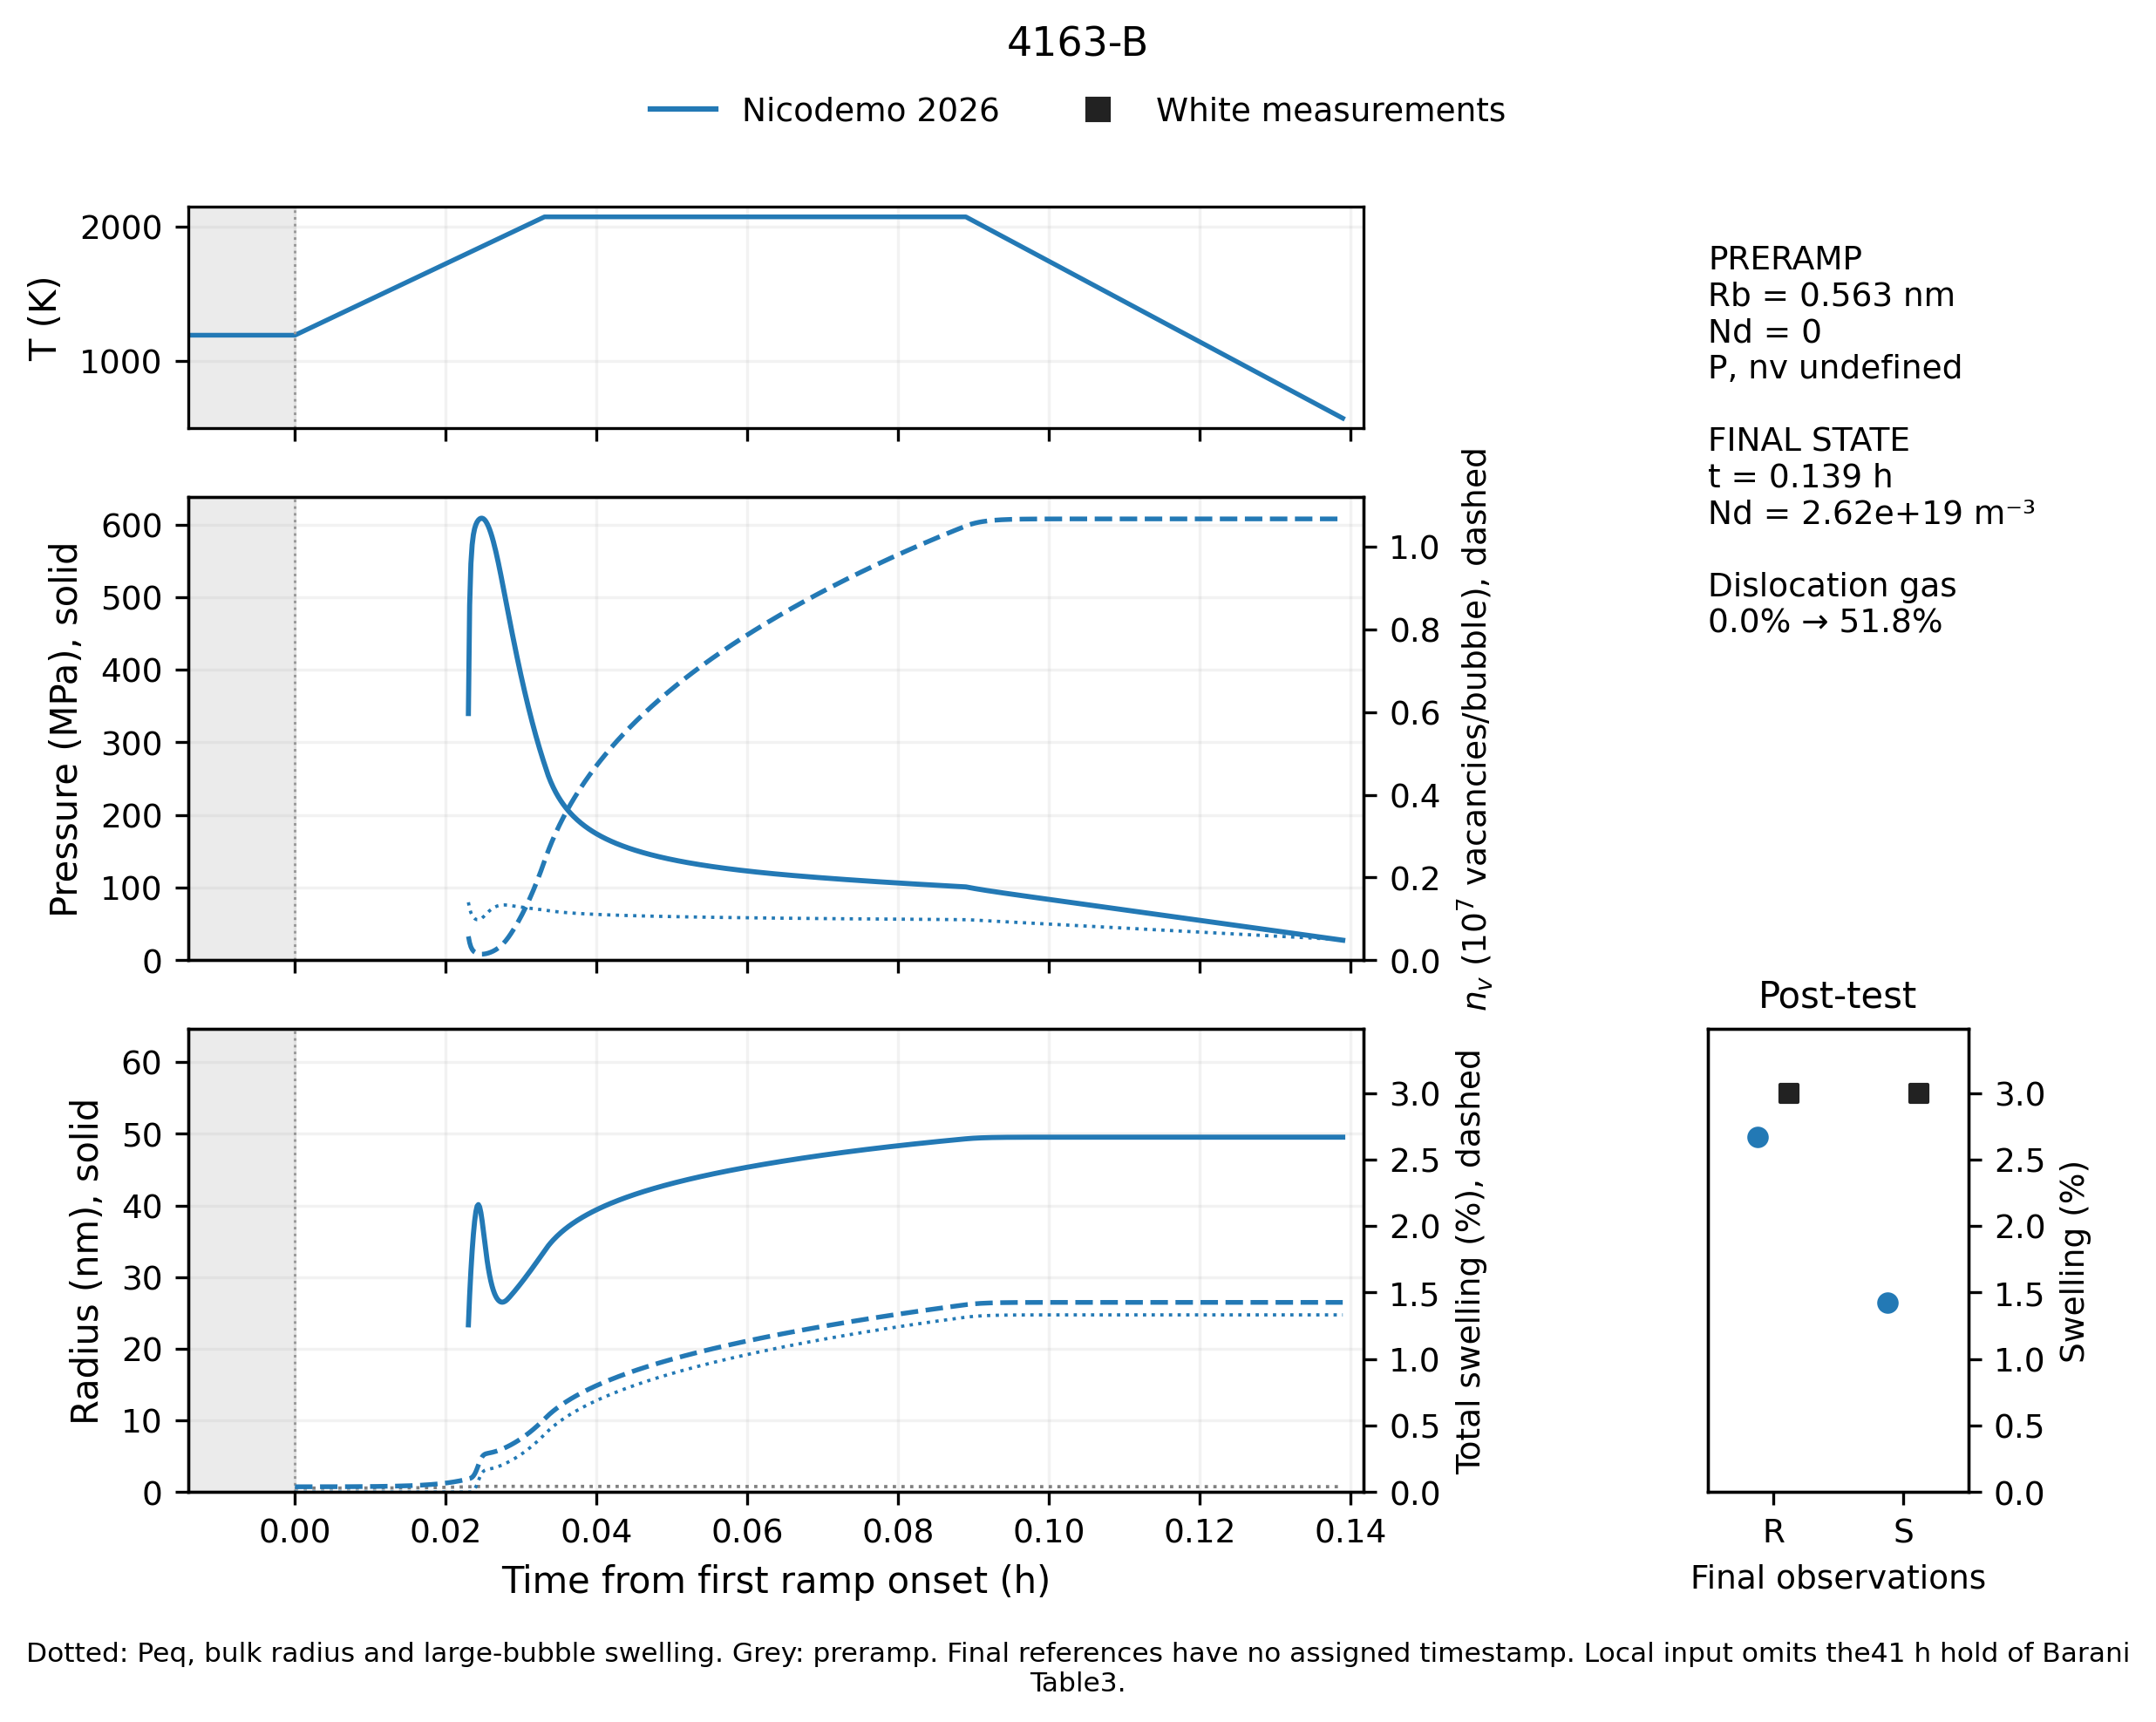 4163-B
Nicodemo 2026
White measurements
2000
1000
T (K)
PRERAMP
Rb = 0.563 nm
Nd = 0
P, nv undefined
FINAL STATE
t = 0.139 h
Nd = 2.62e+19 m⁻³
Dislocation gas
0.0% → 51.8%
600
500
400
300
200
100
0
Pressure (MPa), solid
1.0
0.8
0.6
0.4
0.2
0.0
nᵥ (10⁷ vacancies/bubble), dashed
60
50
40
30
20
10
0
Radius (nm), solid
3.0
2.5
2.0
1.5
1.0
0.5
0.0
Total swelling (%), dashed
0.00 0.02 0.04 0.06 0.08 0.10 0.12 0.14
Time from first ramp onset (h)
Post-test
3.0
2.5
2.0
1.5
1.0
0.5
0.0
Swelling (%)
R S
Final observations
Dotted: Peq, bulk radius and large-bubble swelling. Grey: preramp. Final references have no assigned timestamp. Local input omits the41 h hold of Barani
Table3.